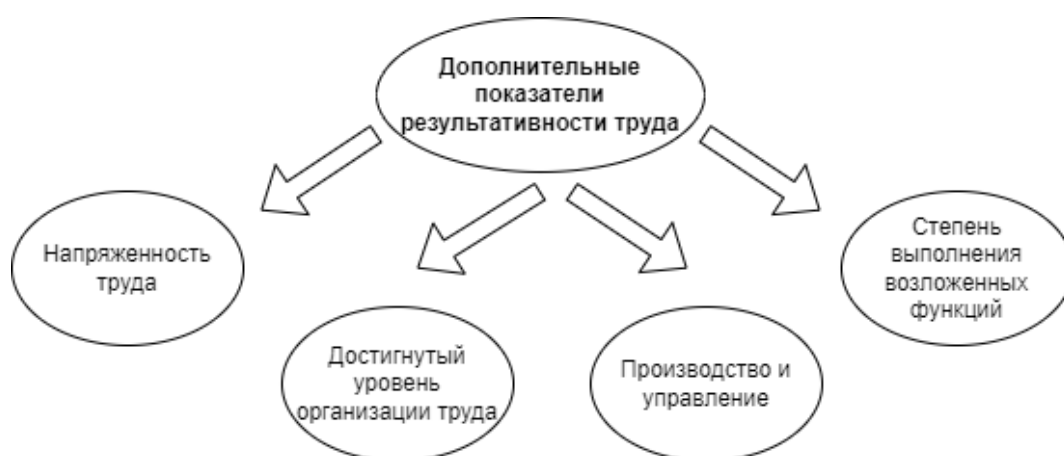 Дополнительные
показатели
результативности труда
Напряженность
труда
Достигнутый
уровень
организации труда
Производство и
управление
Степень
выполнения
возложенных
функций